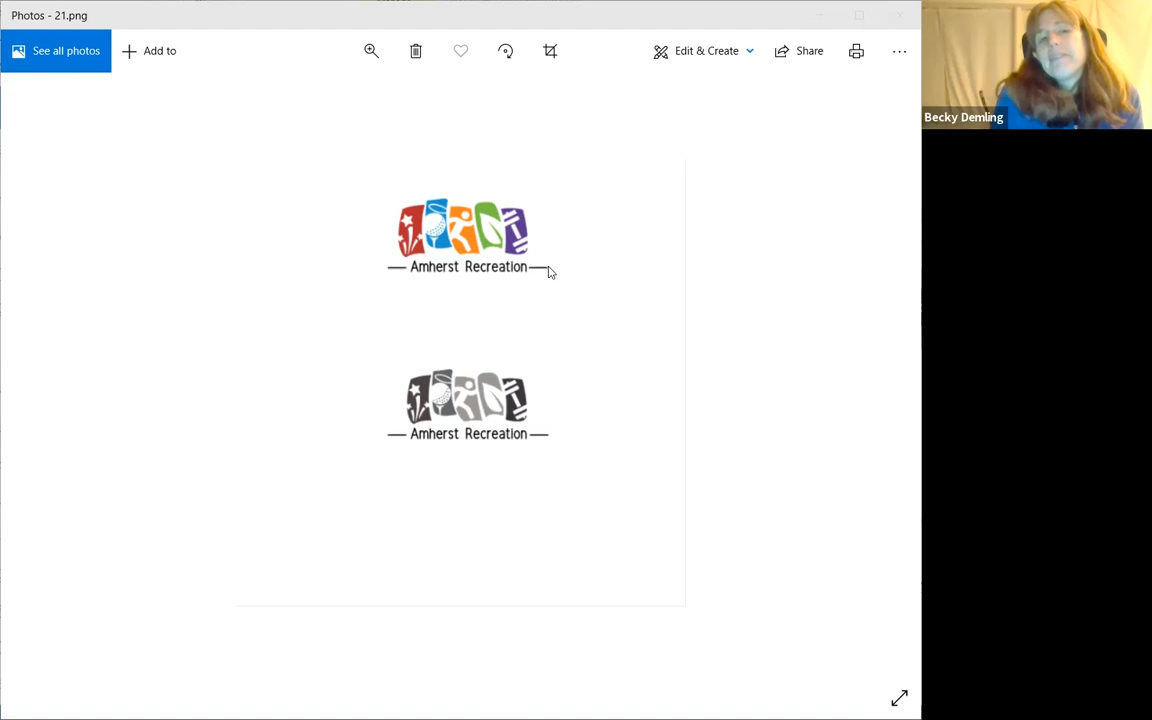 Photos - 21.png
See all photos
Add to
Edit & Create
Share
Becky Demling
Amherst Recreation
Amherst Recreation